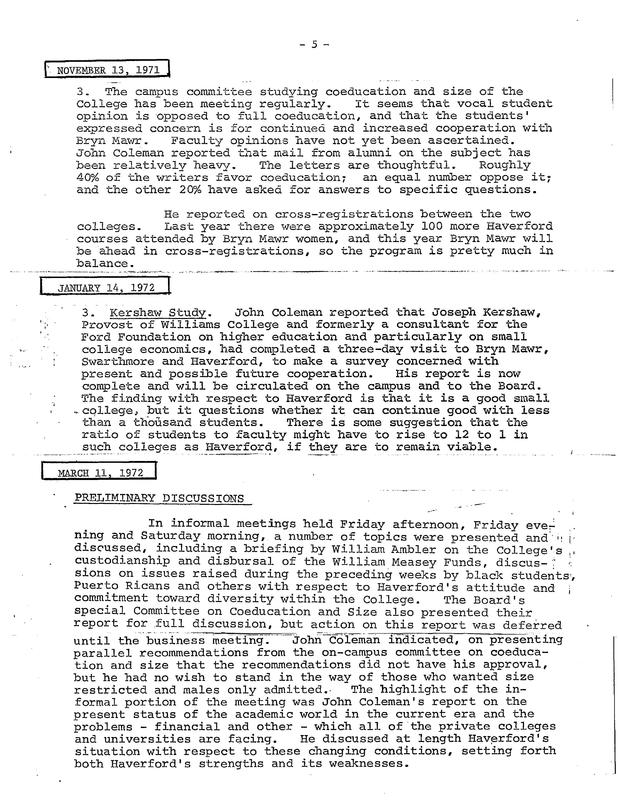 - 5 -
NOVEMBER 13, 1971
3. The campus committee studying coeducation and size of the
College has been meeting regularly. It seems that vocal student
opinion is opposed to full coeducation, and that the students'
expressed concern is for continued and increased cooperation with
Bryn Mawr. Faculty opinions have not yet been ascertained.
John Coleman reported that mail from alumni on the subject has
been relatively heavy. The letters are thoughtful. Roughly
40% of the writers favor coeducation; an equal number oppose it;
and the other 20% have asked for answers to specific questions.
He reported on cross-registrations between the two
colleges. Last year there were approximately 100 more Haverford
courses attended by Bryn Mawr women, and this year Bryn Mawr will
be ahead in cross-registrations, so the program is pretty much in
balance.
JANUARY 14, 1972
3. Kershaw Study. John Coleman reported that Joseph Kershaw,
Provost of Williams College and formerly a consultant for the
Ford Foundation on higher education and particularly on small
college economics, had completed a three-day visit to Bryn Mawr,
Swarthmore and Haverford, to make a survey concerned with
present and possible future cooperation. His report is now
complete and will be circulated on the campus and to the Board.
The finding with respect to Haverford is that it is a good small
college, but it questions whether it can continue good with less
than a thousand students. There is some suggestion that the
ratio of students to faculty might have to rise to 12 to 1 in
such colleges as Haverford, if they are to remain viable.
MARCH 11, 1972
PRELIMINARY DISCUSSIONS
In informal meetings held Friday afternoon, Friday eve-
ning and Saturday morning, a number of topics were presented and
discussed, including a briefing by William Ambler on the College's
custodianship and disbursal of the William Measey Funds, discus-
sions on issues raised during the preceding weeks by black students,
Puerto Ricans and others with respect to Haverford's attitude and
commitment toward diversity within the College. The Board's
special Committee on Coeducation and Size also presented their
report for full discussion, but action on this report was deferred
until the business meeting. John Coleman indicated, on presenting
parallel recommendations from the on-campus committee on coeduca-
tion and size that the recommendations did not have his approval,
but he had no wish to stand in the way of those who wanted size
restricted and males only admitted. The highlight of the in-
formal portion of the meeting was John Coleman's report on the
present status of the academic world in the current era and the
problems - financial and other - which all of the private colleges
and universities are facing. He discussed at length Haverford's
situation with respect to these changing conditions, setting forth
both Haverford's strengths and its weaknesses.